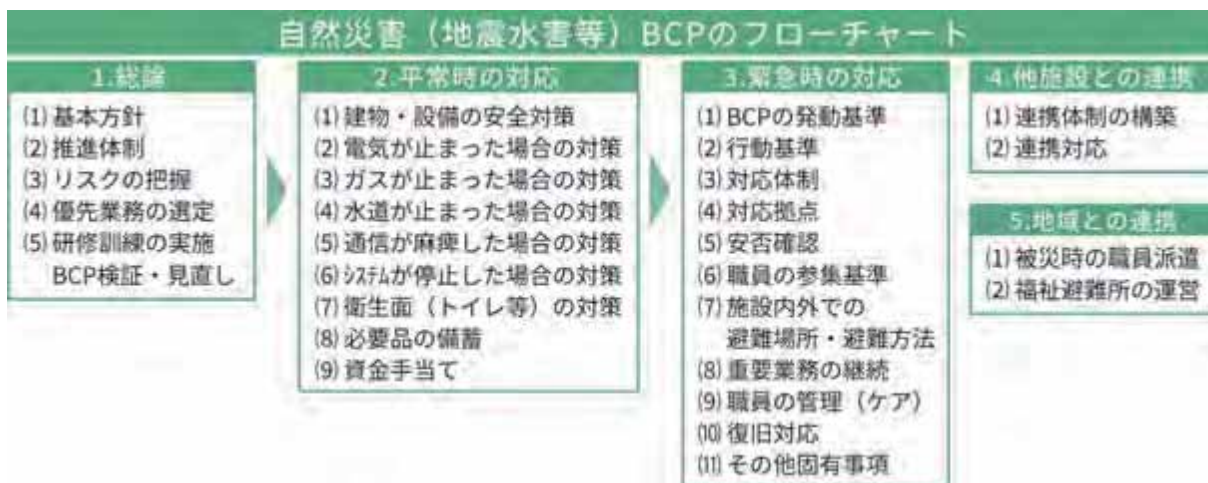 自然災害（地震水害等）BCPのフローチャート
1.総論
(1) 基本方針
(2) 推進体制
(3) リスクの把握
(4) 優先業務の選定
(5) 研修訓練の実施
BCP検証・見直し
2.平常時の対応
(1) 建物・設備の安全対策
(2) 電気が止まった場合の対策
(3) ガスが止まった場合の対策
(4) 水道が止まった場合の対策
(5) 通信が麻痺した場合の対策
(6) システムが停止した場合の対策
(7) 衛生面（トイレ等）の対策
(8) 必要品の備蓄
(9) 資金手当て
3.緊急時の対応
(1) BCPの発動基準
(2) 行動基準
(3) 対応体制
(4) 対応拠点
(5) 安否確認
(6) 職員の参集基準
(7) 施設内外での
避難場所・避難方法
(8) 重要業務の継続
(9) 職員の管理（ケア）
(10) 復旧対応
(11) その他固有事項
4.他施設との連携
(1) 連携体制の構築
(2) 連携対応
5.地域との連携
(1) 被災時の職員派遣
(2) 福祉避難所の運営